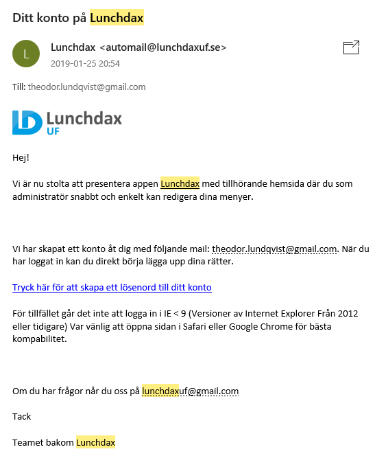 Ditt konto på Lunchdax
L
Lunchdax <automail@lunchdaxuf.se>
2019-01-25 20:54
Till: theodor.lundqvist@gmail.com
LD Lunchdax
UF
Hej!
Vi är nu stolta att presentera appen Lunchdax med tillhörande hemsida där du som
administratör snabbt och enkelt kan redigera dina menyer.
Vi har skapat ett konto åt dig med följande mail: theodor.lundqvist@gmail.com. När du
har loggat in kan du direkt börja lägga upp dina rätter.
Tryck här för att skapa ett lösenord till ditt konto
För tillfället går det inte att logga in i IE < 9 (Versioner av Internet Explorer Från 2012
eller tidigare) Var vänlig att öppna sidan i Safari eller Google Chrome för bästa
kompabilitet.
Om du har frågor når du oss på lunchdaxuf@gmail.com
Tack
Teamet bakom Lunchdax